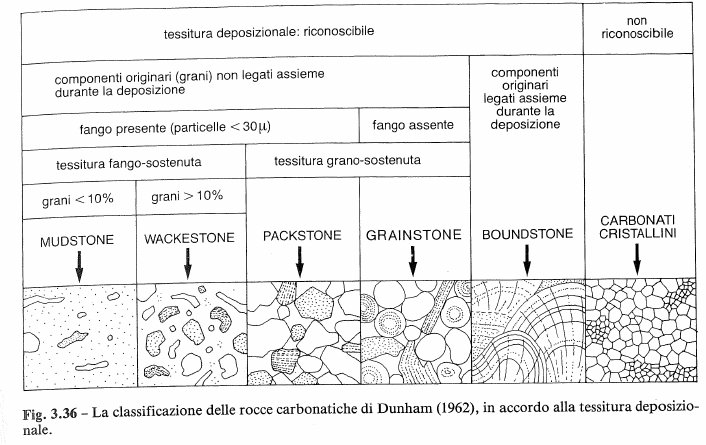 tessitura deposizionale: riconoscibile
non
riconoscibile
componenti originari (grani) non legati assieme
durante la deposizione
componenti
originari
legati assieme
durante la
deposizione
fango presente (particelle < 30μ)
fango assente
tessitura fango-sostenuta
tessitura grano-sostenuta
grani < 10%
grani > 10%
MUDSTONE
WACKESTONE
PACKSTONE
GRAINSTONE
BOUNDSTONE
CARBONATI
CRISTALLINI
Fig. 3.36 – La classificazione delle rocce carbonatiche di Dunham (1962), in accordo alla tessitura deposizio-
nale.